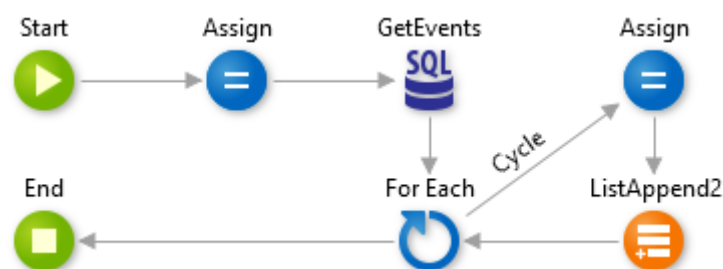 Start
Assign
GetEvents
Assign
SQL
Cycle
End
For Each
ListAppend2